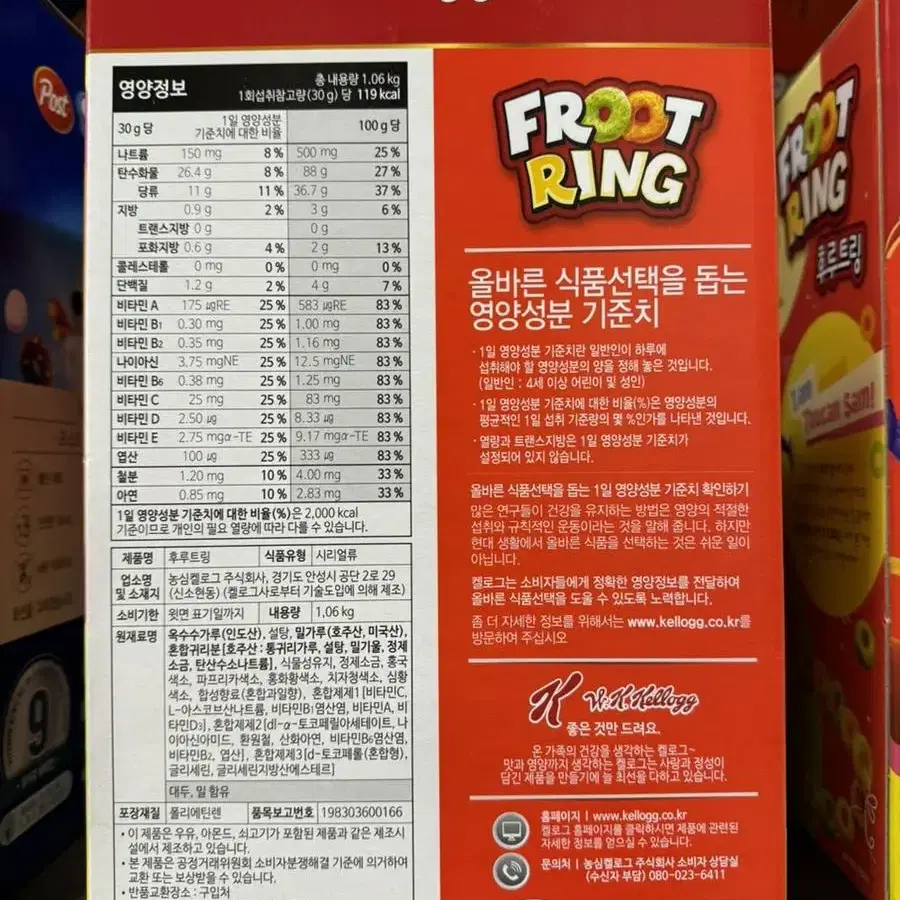 Post
영양정보
총 내용량 1.06 kg
1회섭취참고량(30 g) 당 119 kcal
30 g 당 1일 영양성분 기준치에 대한 비율 100 g 당
나트륨 150 mg 8 % 500 mg 25 %
탄수화물 26.4 g 8 % 88 g 27 %
당류 11 g 11 % 36.7 g 37 %
지방 0.9 g 2 % 3 g 6 %
트랜스지방 0 g 0 g
포화지방 0.6 g 4 % 2 g 13 %
콜레스테롤 0 mg 0 % 0 mg 0 %
단백질 1.2 g 2 % 4 g 7 %
비타민 A 175 μgRE 25 % 583 μgRE 83 %
비타민 B1 0.30 mg 25 % 1.00 mg 83 %
비타민 B2 0.35 mg 25 % 1.16 mg 83 %
나이아신 3.75 mgNE 25 % 12.5 mgNE 83 %
비타민 B6 0.38 mg 25 % 1.25 mg 83 %
비타민 C 25 mg 25 % 83 mg 83 %
비타민 D 2.50 μg 25 % 8.33 μg 83 %
비타민 E 2.75 mgα-TE 25 % 9.17 mgα-TE 83 %
엽산 100 μg 25 % 333 μg 83 %
철분 1.20 mg 10 % 4.00 mg 33 %
아연 0.85 mg 10 % 2.83 mg 33 %
1일 영양성분 기준치에 대한 비율(%)은 2,000 kcal
기준이므로 개인의 필요 열량에 따라 다를 수 있습니다.
제품명 후루트링 식품유형 시리얼류
업소명 및 소재지 농심켈로그 주식회사, 경기도 안성시 공단 2로 29
(신소현동) (켈로그사로부터 기술도입에 의해 제조)
소비기한 윗면 표기일까지 내용량 1.06 kg
원재료명 옥수수가루(인도산), 설탕, 밀가루(호주산, 미국산),
혼합귀리분 [호주산 : 통귀리가루, 설탕, 밀기울, 정제
소금, 탄산수소나트륨], 식물성유지, 정제소금, 홍국
색소, 파프리카색소, 홍화황색소, 치자청색소, 심황
색소, 합성향료(혼합과일향), 혼합제제1 [비타민C,
L-아스코브산나트륨, 비타민B1염산염, 비타민A, 비
타민D3], 혼합제제2 [dl-α-토코페릴아세테이트, 나
이아신아미드, 환원철, 산화아연, 비타민B6염산염,
비타민B2, 엽산], 혼합제제3 [d-토코페롤(혼합형),
글리세린, 글리세린지방산에스테르]
대두, 밀 함유
포장재질 폴리에틸렌 품목보고번호 198303600166
• 이 제품은 우유, 아몬드, 쇠고기가 포함된 제품과 같은 제조시
설에서 제조하고 있습니다.
• 본 제품은 공정거래위원회 소비자분쟁해결 기준에 의거하여
교환 또는 보상받을 수 있습니다.
• 반품교환장소 : 구입처
FROOT
RING
올바른 식품선택을 돕는
영양성분 기준치
· 1일 영양성분 기준치란 일반인이 하루에
섭취해야 할 영양성분의 양을 정해 놓은 것입니다.
(일반인 : 4세 이상 어린이 및 성인)
· 1일 영양성분 기준치에 대한 비율(%)은 영양성분의
평균적인 1일 섭취 기준량의 몇 %인가를 나타낸 것입니다.
· 열량과 트랜스지방은 1일 영양성분 기준치가
설정되어 있지 않습니다.
올바른 식품선택을 돕는 1일 영양성분 기준치 확인하기
많은 연구들이 건강을 유지하는 방법은 영양의 적절한
섭취와 규칙적인 운동이라는 것을 말해 줍니다. 하지만
현대 생활에서 올바른 식품을 선택하는 것은 쉬운 일이
아닙니다.
켈로그는 소비자들에게 정확한 영양정보를 전달하여
올바른 식품선택을 도울 수 있도록 노력합니다.
좀 더 자세한 정보를 위해서는 www.kellogg.co.kr를
방문하여 주십시오
K W.K.Kellogg
좋은 것만 드려요.
온 가족의 건강을 생각하는 켈로그~
맛과 영양까지 생각하는 켈로그는 사랑과 정성이
담긴 제품을 만들기에 늘 최선을 다하고 있습니다.
홈페이지 | www.kellogg.co.kr
켈로그 홈페이지를 클릭하시면 제품에 관련된
자세한 정보를 얻으실 수 있습니다.
문의처 | 농심켈로그 주식회사 소비자 상담실
(수신자 부담) 080-023-6411
FROOT
RING
후루트링
I am
Toucan Sam!
9